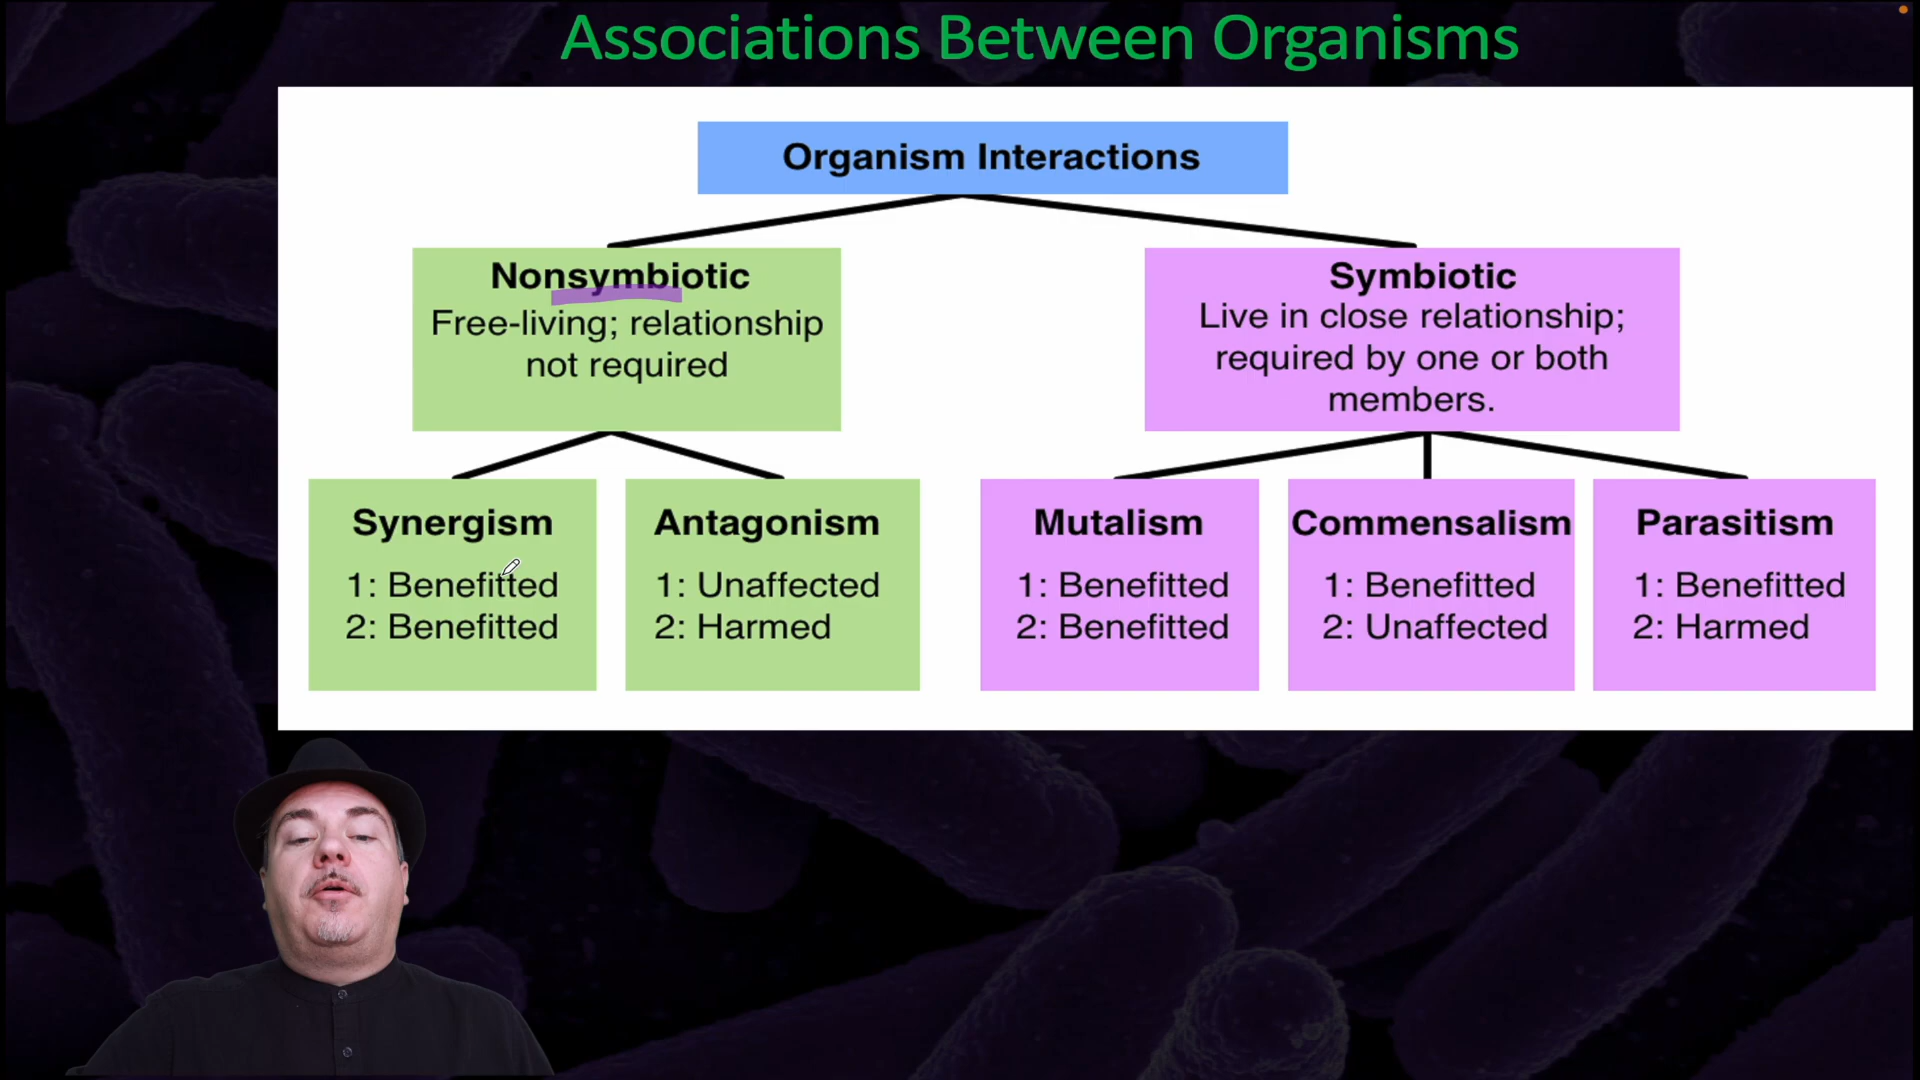 Associations Between Organisms
Organism Interactions
Nonsymbiotic
Free-living; relationship
not required
Symbiotic
Live in close relationship;
required by one or both
members.
Synergism
1: Benefitted
2: Benefitted
Antagonism
1: Unaffected
2: Harmed
Mutalism
1: Benefitted
2: Benefitted
Commensalism
1: Benefitted
2: Unaffected
Parasitism
1: Benefitted
2: Harmed